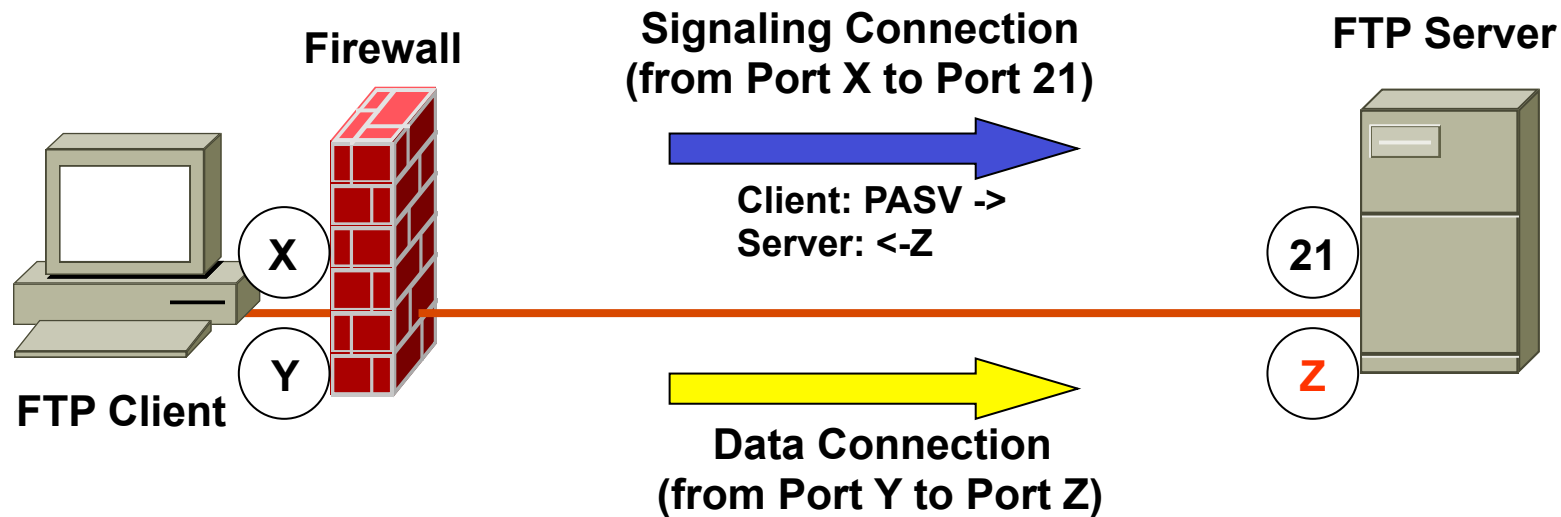 Firewall
Signaling Connection
(from Port X to Port 21)
FTP Server
Client: PASV ->
Server: <-Z
X
21
Y
Z
FTP Client
Data Connection
(from Port Y to Port Z)